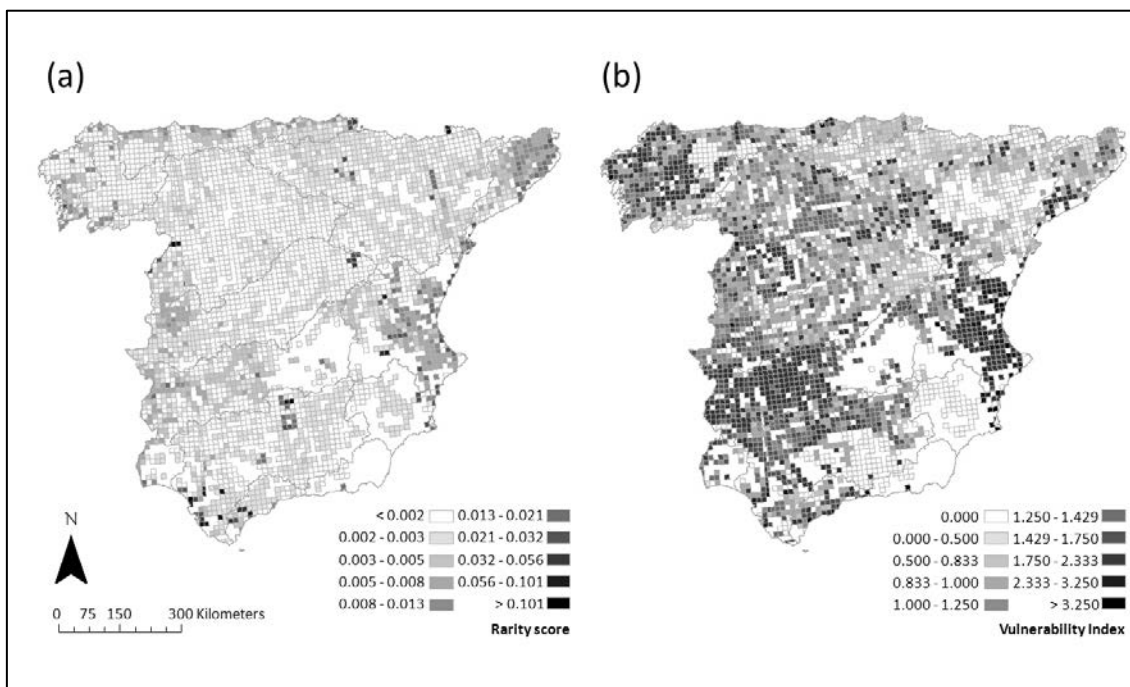 (a)
(b)
N
0 75 150 300 Kilometers
< 0.002 0.013 - 0.021
0.002 - 0.003 0.021 - 0.032
0.003 - 0.005 0.032 - 0.056
0.005 - 0.008 0.056 - 0.101
0.008 - 0.013 > 0.101
Rarity score
0.000 1.250 - 1.429
0.000 - 0.500 1.429 - 1.750
0.500 - 0.833 1.750 - 2.333
0.833 - 1.000 2.333 - 3.250
1.000 - 1.250 > 3.250
Vulnerability Index